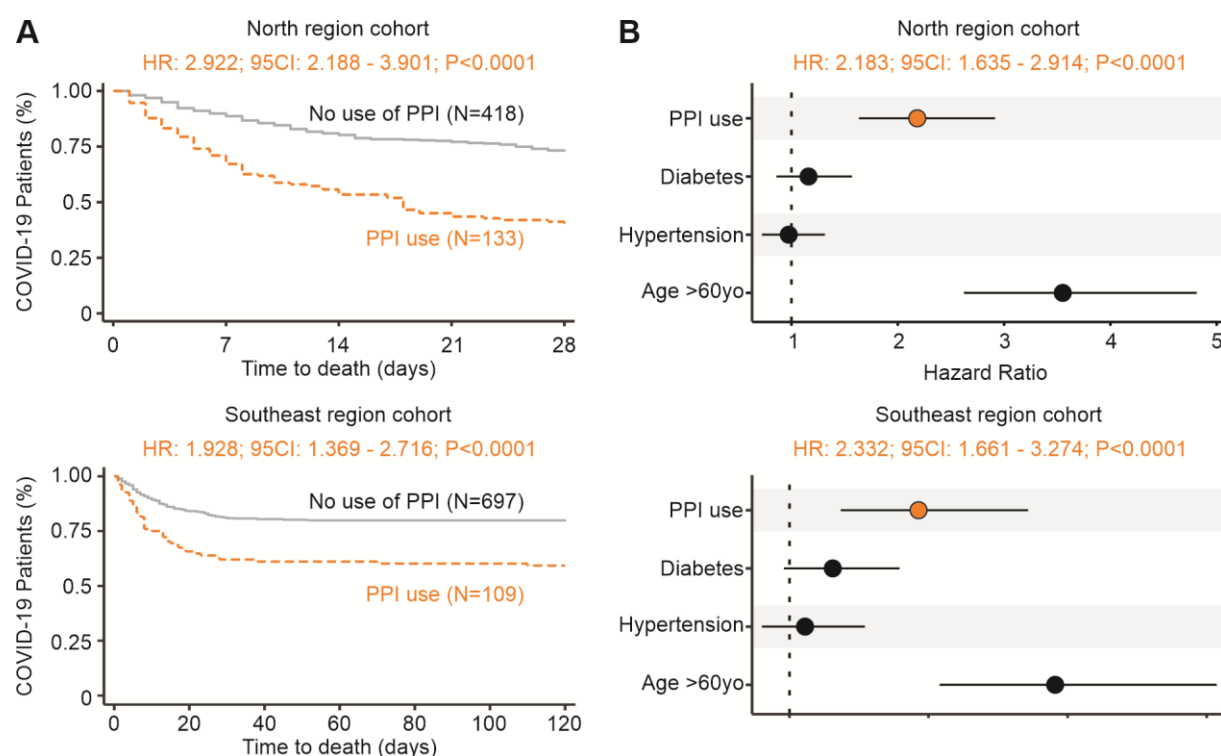 A
North region cohort
HR: 2.922; 95CI: 2.188 - 3.901; P<0.0001
COVID-19 Patients (%)
1.00
0.75
0.5
0.25
0
No use of PPI (N=418)
PPI use (N=133)
0 7 14 21 28
Time to death (days)
Southeast region cohort
HR: 1.928; 95CI: 1.369 - 2.716; P<0.0001
COVID-19 Patients (%)
1.00
0.75
0.5
0.25
0
No use of PPI (N=697)
PPI use (N=109)
0 20 40 60 80 100 120
Time to death (days)
B
North region cohort
HR: 2.183; 95CI: 1.635 - 2.914; P<0.0001
PPI use
Diabetes
Hypertension
Age >60yo
1 2 3 4 5
Hazard Ratio
Southeast region cohort
HR: 2.332; 95CI: 1.661 - 3.274; P<0.0001
PPI use
Diabetes
Hypertension
Age >60yo